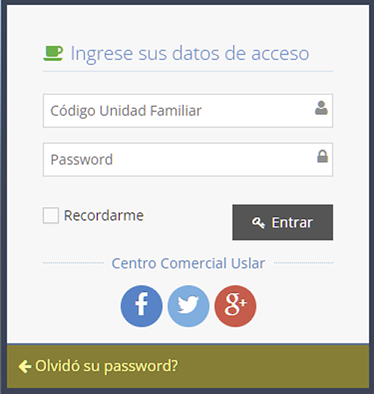 Ingrese sus datos de acceso
Código Unidad Familiar
Password
Recordarme
Entrar
Centro Comercial Uslar
Olvidó su password?